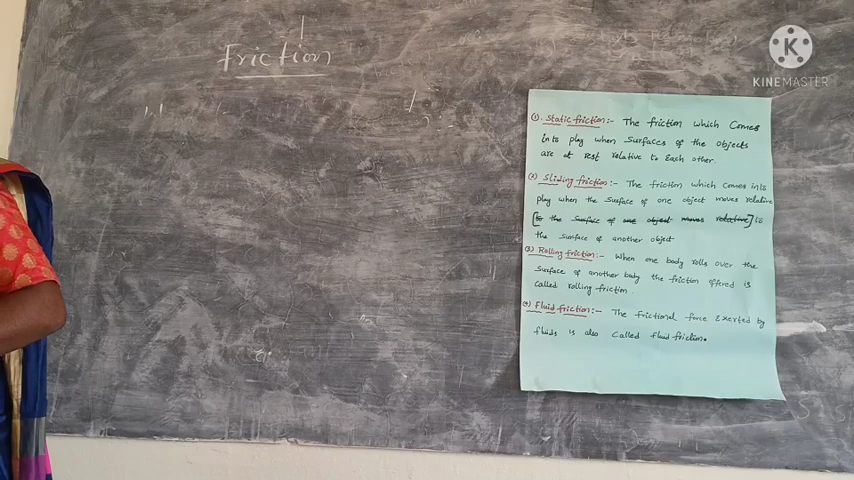 Friction
K
KINEMASTER
(1). Static friction:- The friction which Comes
into play when Surfaces of the objects
are at rest relative to Each other.
(2) Sliding friction:- The friction which comes into
play when the surface of one object moves relative
[to the surface of one object moves relative] to
the surface of another object
(3) Rolling friction:- When one body rolls over the
surface of another body the friction offered is
called rolling friction.
(4) Fluid friction:- The frictional force Exerted by
fluids is also Called fluid friction.